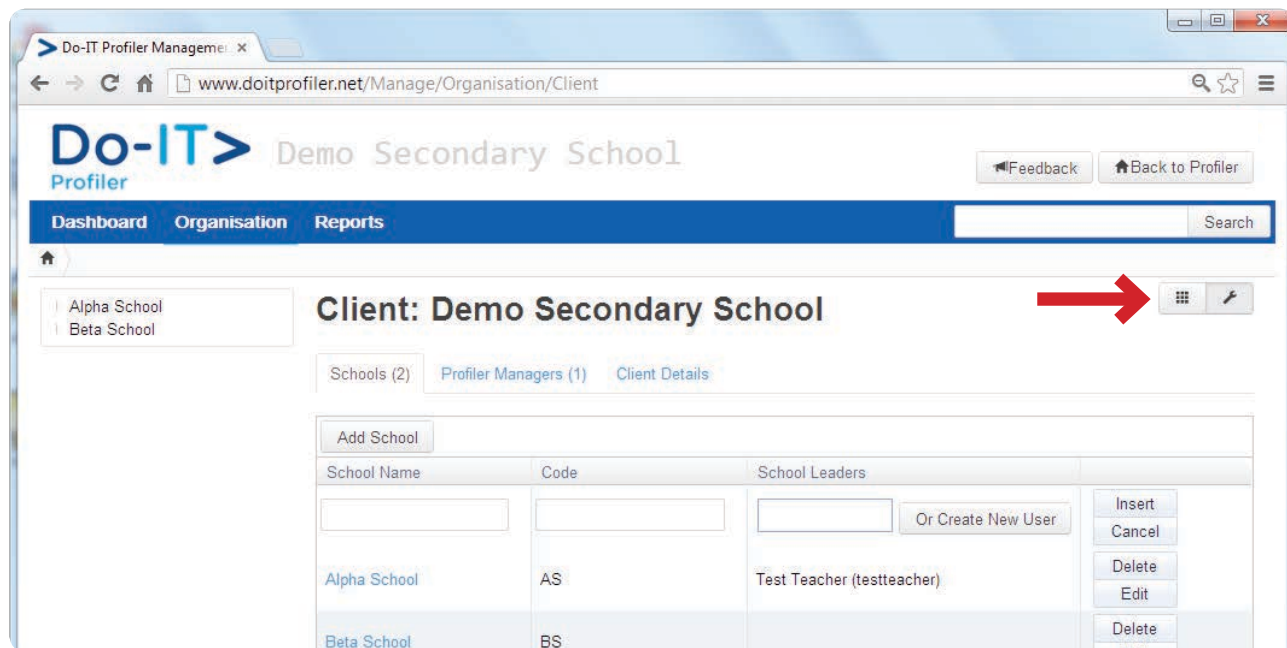 Do-IT Profiler Managemer
www.doitprofiler.net/Manage/Organisation/Client
Do-IT> Demo Secondary School
Profiler
Feedback Back to Profiler
Dashboard Organisation Reports Search
Alpha School
Beta School
Client: Demo Secondary School
Schools (2) Profiler Managers (1) Client Details
Add School
School Name Code School Leaders
Or Create New User Insert
Cancel
Alpha School AS Test Teacher (testteacher) Delete
Edit
Beta School BS Delete